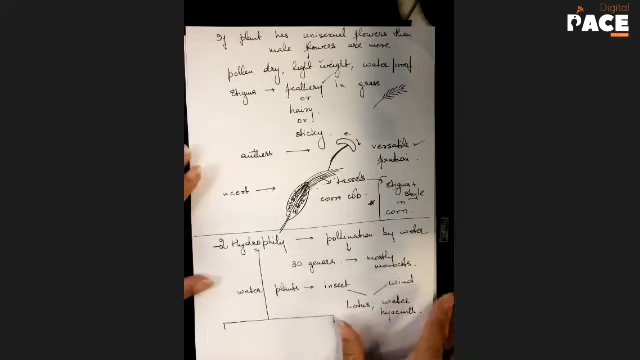 Digital
PACE
If plant has unisexual flowers then
male flowers are more
pollen dry, light weight, water proof
stigma → feathery in grass
or
hairy
or
sticky
anthers → versatile
fixation
ncert → tassels → stigma +
style
corn cob in
corn
2 Hydrophily → pollination by water
30 genera → mostly
monocots
water plants → insect wind
Lotus, water
hyacinth.